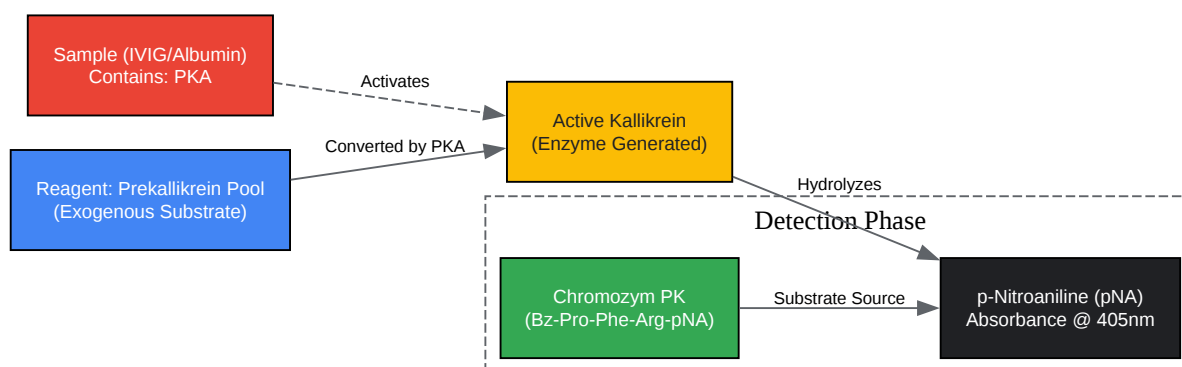 Sample (IVIG/Albumin)
Contains: PKA
Activates
Active Kallikrein
(Enzyme Generated)
Converted by PKA
Reagent: Prekallikrein Pool
(Exogenous Substrate)
Hydrolyzes
Detection Phase
Chromozym PK
(Bz-Pro-Phe-Arg-pNA)
Substrate Source
p-Nitroaniline (pNA)
Absorbance @ 405nm